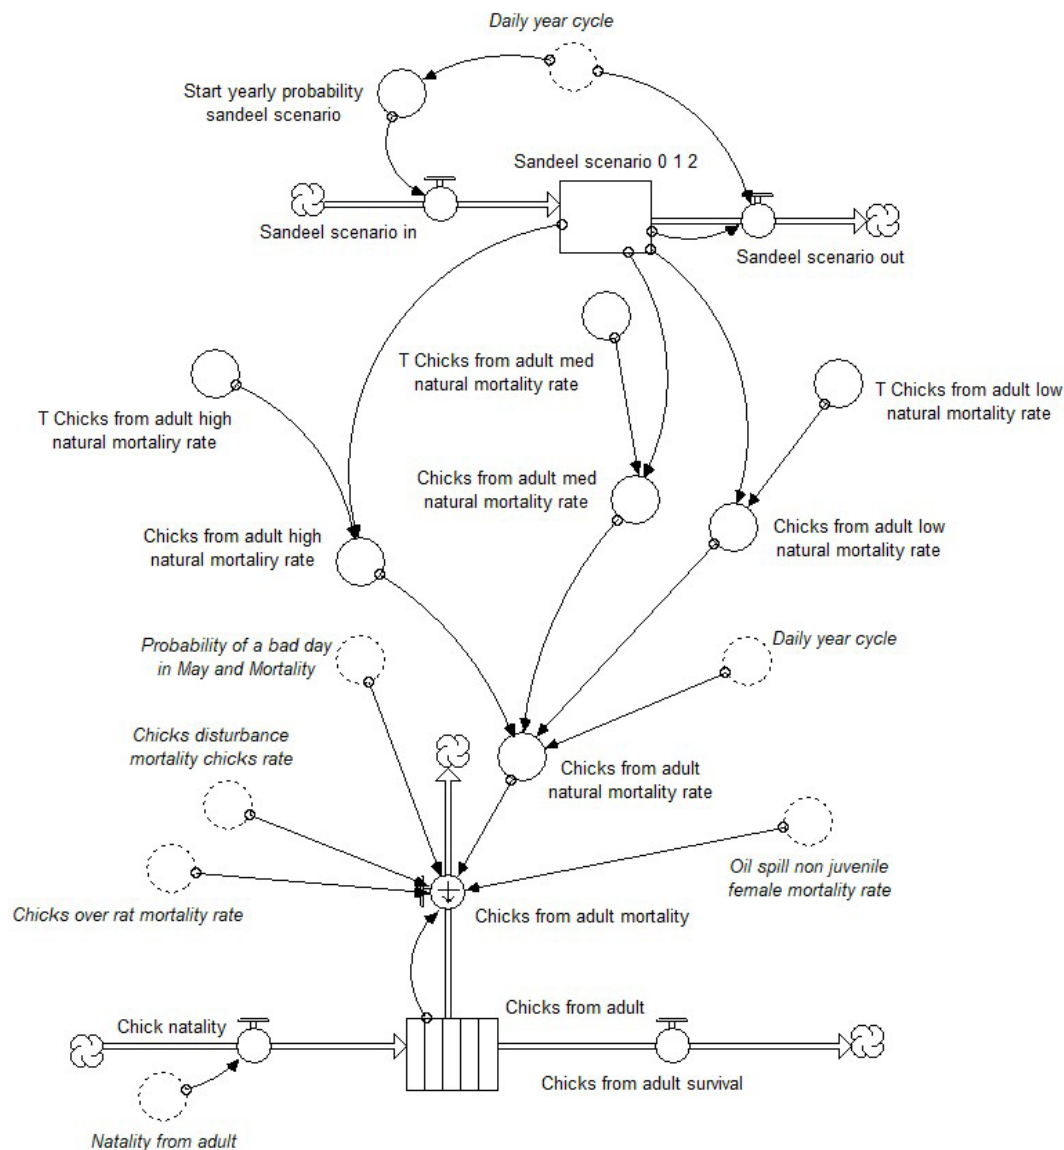 Daily year cycle
Start yearly probability
sandeel scenario
Sandeel scenario 0 1 2
Sandeel scenario in
Sandeel scenario out
T Chicks from adult med
natural mortality rate
T Chicks from adult high
natural mortaliry rate
T Chicks from adult low
natural mortality rate
Chicks from adult med
natural mortality rate
Chicks from adult high
natural mortaliry rate
Chicks from adult low
natural mortality rate
Probability of a bad day
in May and Mortality
Daily year cycle
Chicks disturbance
mortality chicks rate
Chicks from adult
natural mortality rate
Oil spill non juvenile
female mortality rate
Chicks over rat mortality rate
Chicks from adult mortality
Chick natality
Chicks from adult
Chicks from adult survival
Natality from adult